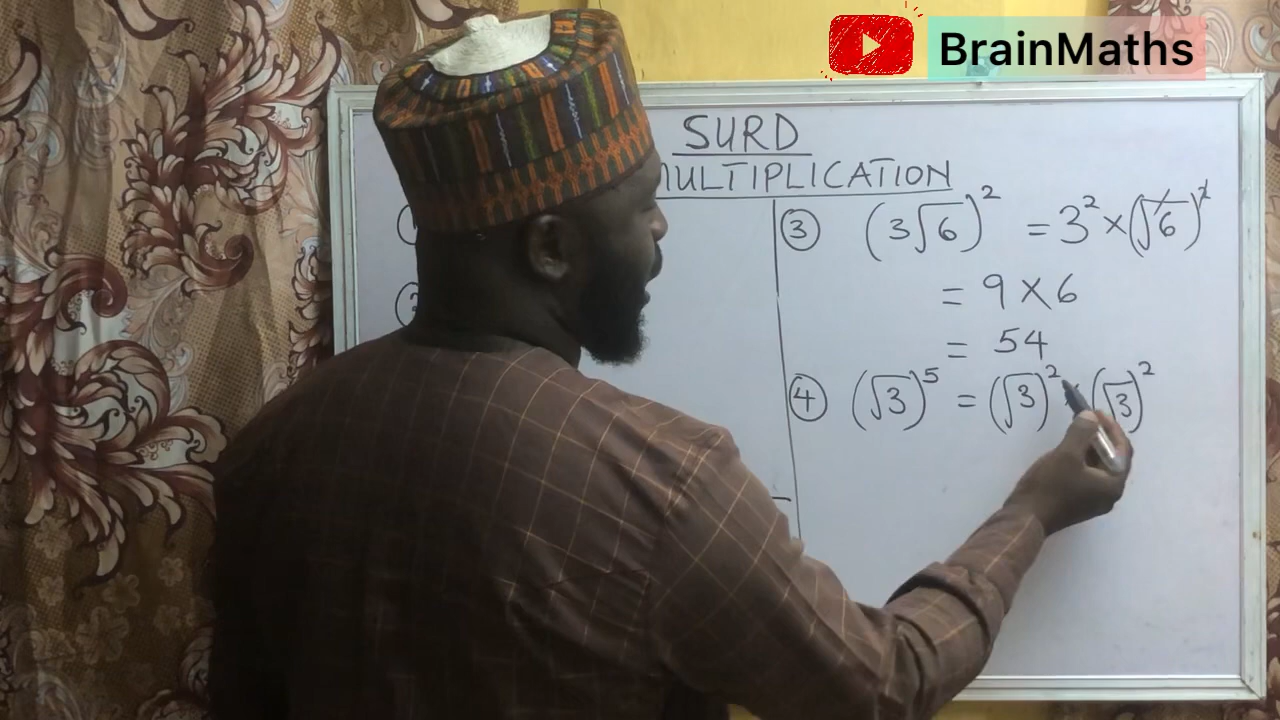 BrainMaths
SURD
MULTIPLICATION
③ (3√6)² = 3² × (√6)²
= 9 × 6
= 54
④ (√3)⁵ = (√3)² × (√3)²